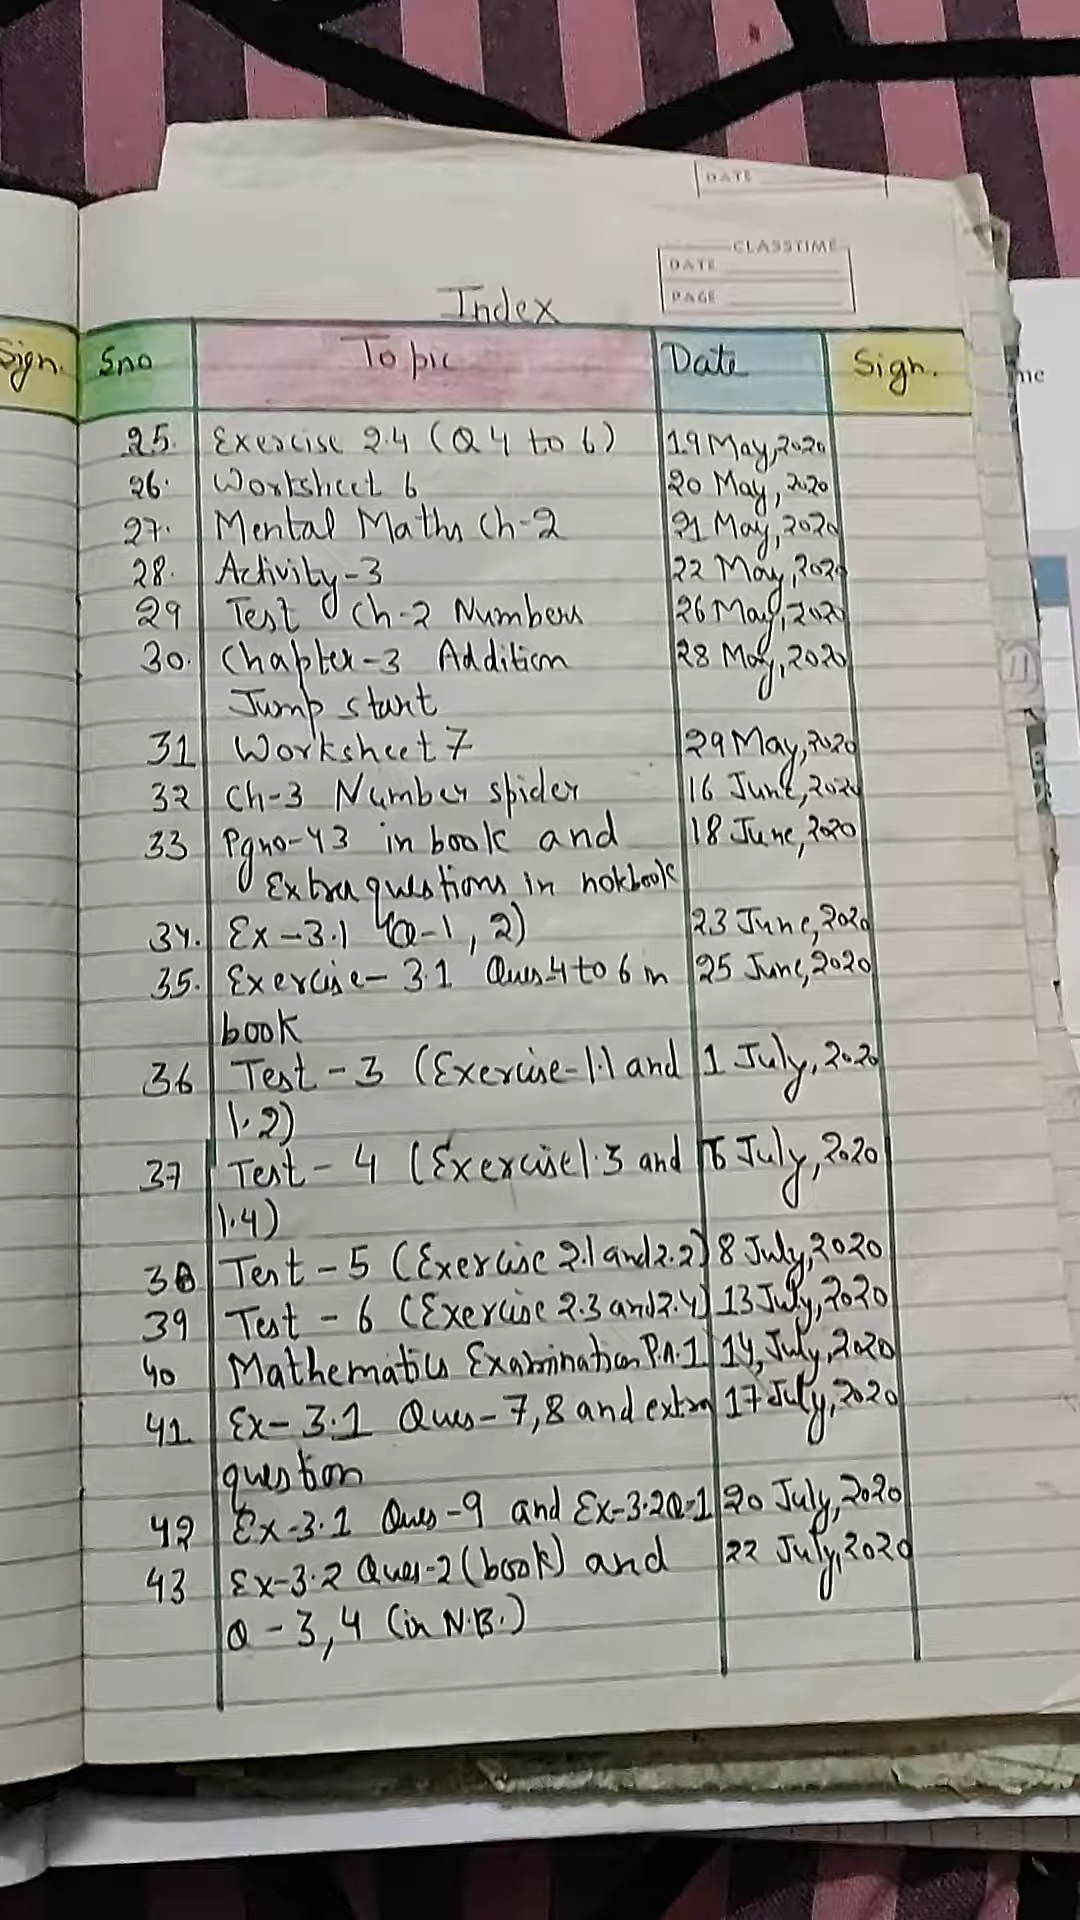 DATE
CLASSTIME
DATE
PAGE
Index
Sign. Sno Topic Date Sign.
25. Exercise 2.4 (Q 4 to 6) 19 May, 2020
26. Worksheet 6 20 May, 2020
27. Mental Maths Ch-2 21 May, 2020
28. Activity-3 22 May, 2020
29 Test Ch-2 Numbers 26 May, 2020
30. Chapter-3 Addition 28 May, 2020
Jump start
31 Worksheet 7 29 May, 2020
32 Ch-3 Number spider 16 June, 2020
33 Pgno-43 in book and 18 June, 2020
Extra questions in notebook
34. Ex-3.1 (Q-1, 2) 23 June, 2020
35. Exercise-3.1 Ques 4 to 6 in 25 June, 2020
book
36 Test-3 (Exercise-1.1 and 1 July, 2020
1.2)
37 Test-4 (Exercise 1.3 and 6 July, 2020
1.4)
38 Test-5 (Exercise 2.1 and 2.2) 8 July, 2020
39 Test-6 (Exercise 2.3 and 2.4) 13 July, 2020
40 Mathematics Examination P.A.1 14, July, 2020
41 Ex-3.1 Ques-7,8 and extra 17 July, 2020
question
42 Ex-3.1 Ques-9 and Ex-3.2 Q-1 20 July, 2020
43 Ex-3.2 Ques-2 (book) and 22 July, 2020
Q-3,4 (in N.B.)